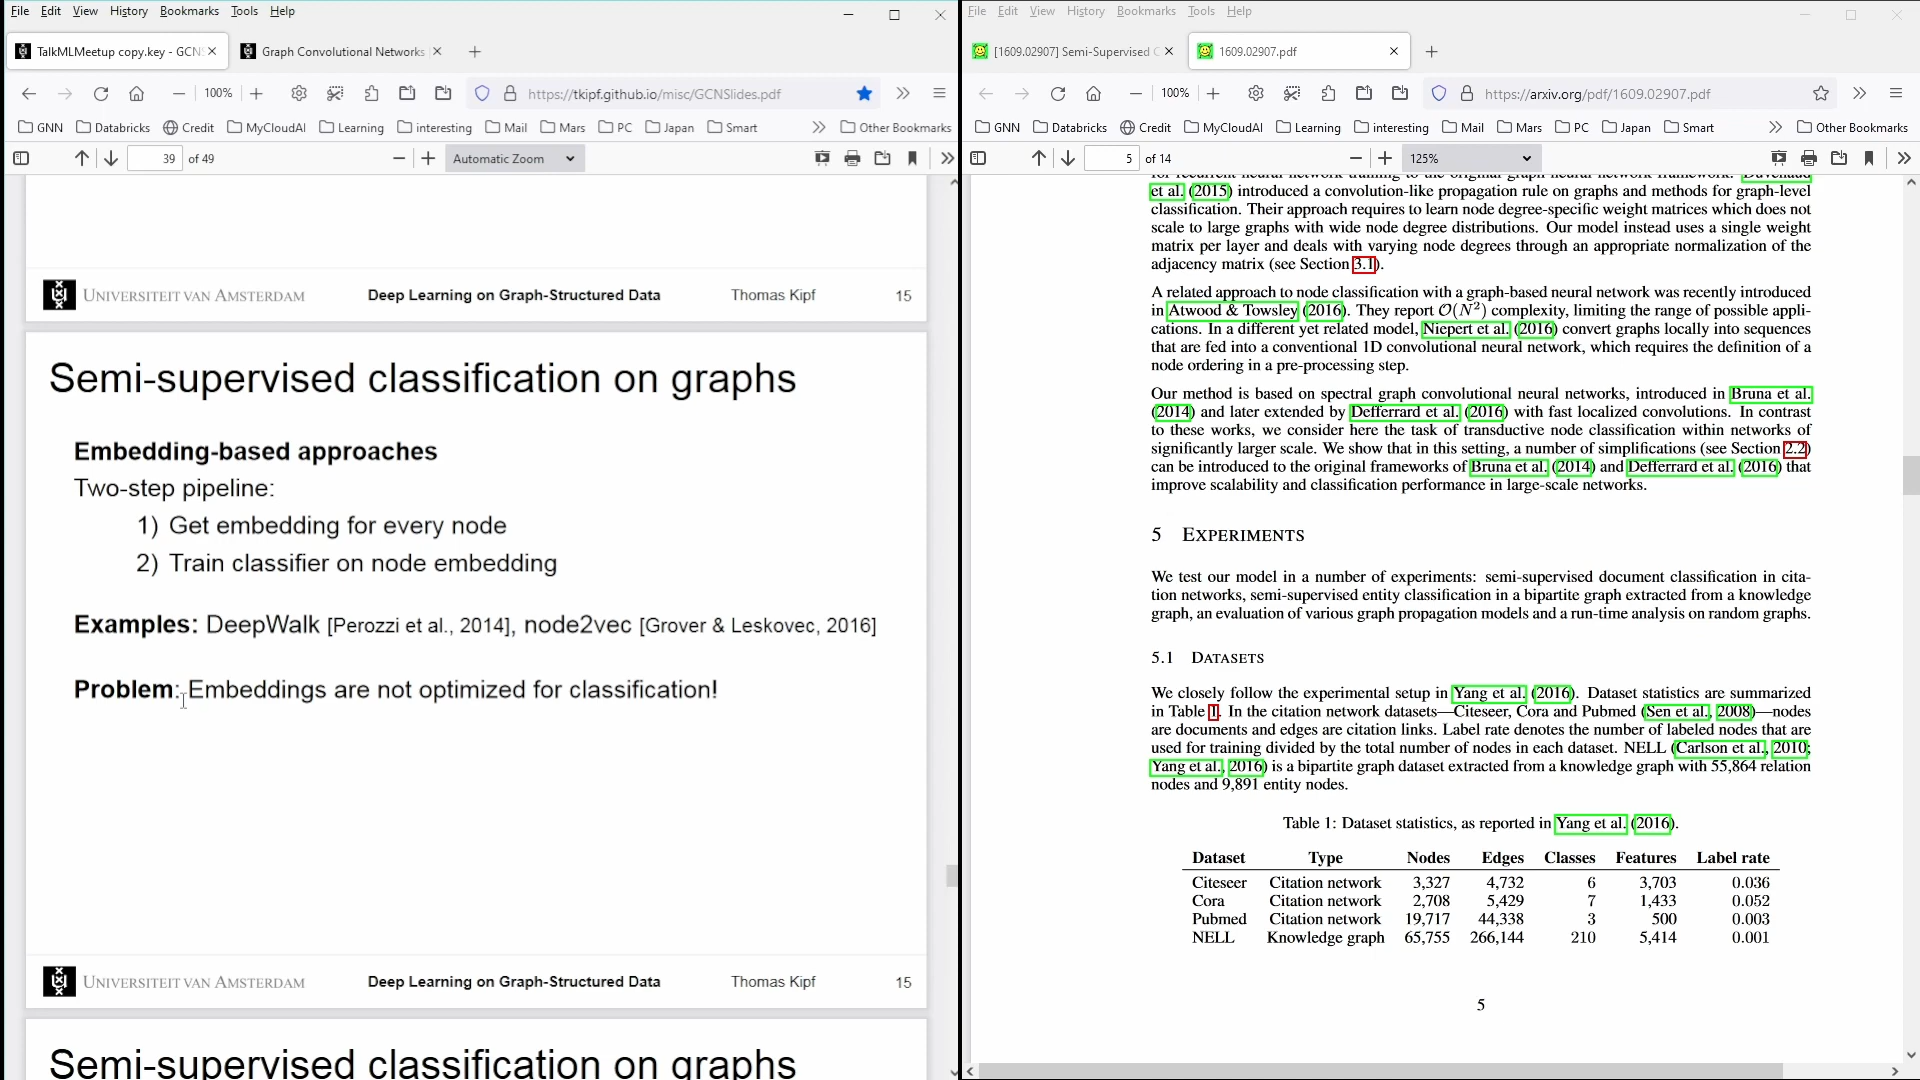 File Edit View History Bookmarks Tools Help
TalkMLMeetup copy.key - GCNS
Graph Convolutional Networks
100%
https://tkipf.github.io/misc/GCNSlides.pdf
GNN Databricks Credit MyCloudAI Learning interesting Mail Mars PC Japan Smart Other Bookmarks
39 of 49
Automatic Zoom
UNIVERSITEIT VAN AMSTERDAM Deep Learning on Graph-Structured Data Thomas Kipf 15
Semi-supervised classification on graphs
Embedding-based approaches
Two-step pipeline:
1) Get embedding for every node
2) Train classifier on node embedding
Examples: DeepWalk [Perozzi et al., 2014], node2vec [Grover & Leskovec, 2016]
Problem: Embeddings are not optimized for classification!
UNIVERSITEIT VAN AMSTERDAM Deep Learning on Graph-Structured Data Thomas Kipf 15
Semi-supervised classification on graphs
File Edit View History Bookmarks Tools Help
[1609.02907] Semi-Supervised C
1609.02907.pdf
100%
https://arxiv.org/pdf/1609.02907.pdf
GNN Databricks Credit MyCloudAI Learning interesting Mail Mars PC Japan Smart Other Bookmarks
5 of 14
125%
for recurrent neural network training to the original graph neural network framework. Duvenaud
et al. (2015) introduced a convolution-like propagation rule on graphs and methods for graph-level
classification. Their approach requires to learn node degree-specific weight matrices which does not
scale to large graphs with wide node degree distributions. Our model instead uses a single weight
matrix per layer and deals with varying node degrees through an appropriate normalization of the
adjacency matrix (see Section 3.1).
A related approach to node classification with a graph-based neural network was recently introduced
in Atwood & Towsley (2016). They report O(N²) complexity, limiting the range of possible appli-
cations. In a different yet related model, Niepert et al. (2016) convert graphs locally into sequences
that are fed into a conventional 1D convolutional neural network, which requires the definition of a
node ordering in a pre-processing step.
Our method is based on spectral graph convolutional neural networks, introduced in Bruna et al.
(2014) and later extended by Defferrard et al. (2016) with fast localized convolutions. In contrast
to these works, we consider here the task of transductive node classification within networks of
significantly larger scale. We show that in this setting, a number of simplifications (see Section 2.2)
can be introduced to the original frameworks of Bruna et al. (2014) and Defferrard et al. (2016) that
improve scalability and classification performance in large-scale networks.
5 EXPERIMENTS
We test our model in a number of experiments: semi-supervised document classification in cita-
tion networks, semi-supervised entity classification in a bipartite graph extracted from a knowledge
graph, an evaluation of various graph propagation models and a run-time analysis on random graphs.
5.1 DATASETS
We closely follow the experimental setup in Yang et al. (2016). Dataset statistics are summarized
in Table 1. In the citation network datasets—Citeseer, Cora and Pubmed (Sen et al., 2008)—nodes
are documents and edges are citation links. Label rate denotes the number of labeled nodes that are
used for training divided by the total number of nodes in each dataset. NELL (Carlson et al., 2010;
Yang et al., 2016) is a bipartite graph dataset extracted from a knowledge graph with 55,864 relation
nodes and 9,891 entity nodes.
Table 1: Dataset statistics, as reported in Yang et al. (2016).
Dataset Type Nodes Edges Classes Features Label rate
Citeseer Citation network 3,327 4,732 6 3,703 0.036
Cora Citation network 2,708 5,429 7 1,433 0.052
Pubmed Citation network 19,717 44,338 3 500 0.003
NELL Knowledge graph 65,755 266,144 210 5,414 0.001
5